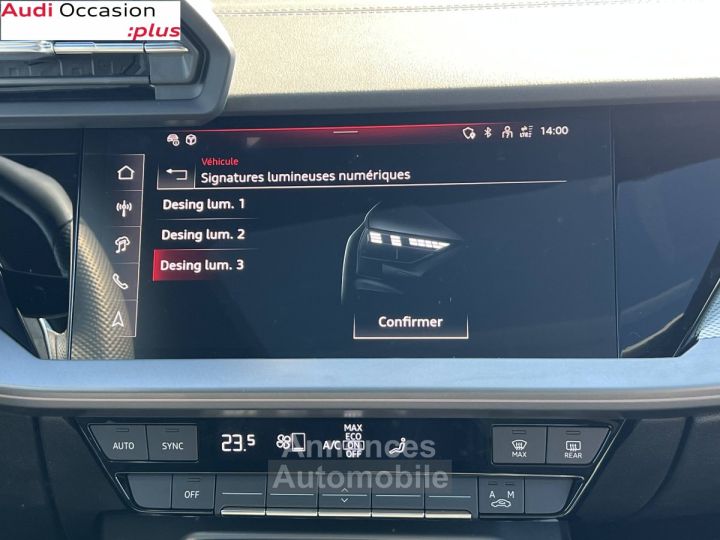 Audi Occasion
:plus
14:00
Véhicule
Signatures lumineuses numériques
Desing lum. 1
Desing lum. 2
Desing lum. 3
Confirmer
AUTO
SYNC
23.5
A/C
MAX
ECO
ON
OFF
MAX
REAR
OFF
A M
Annonces
Automobile